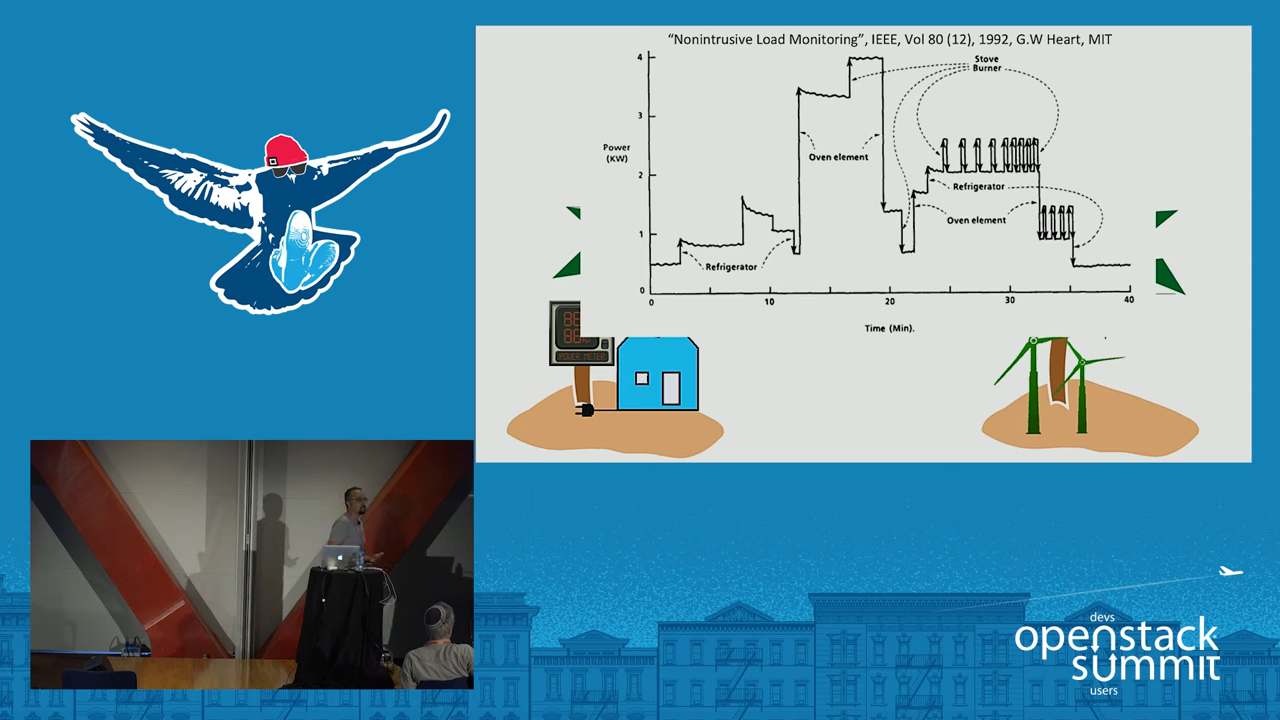 “Nonintrusive Load Monitoring”, IEEE, Vol 80 (12), 1992, G.W Heart, MIT
4
Stove
Burner
3
Power
(KW)
Oven element
2
Refrigerator
Oven element
1
Refrigerator
0
0
10
20
30
40
Time (Min).
POWER METER
devs
openstack
summit
users